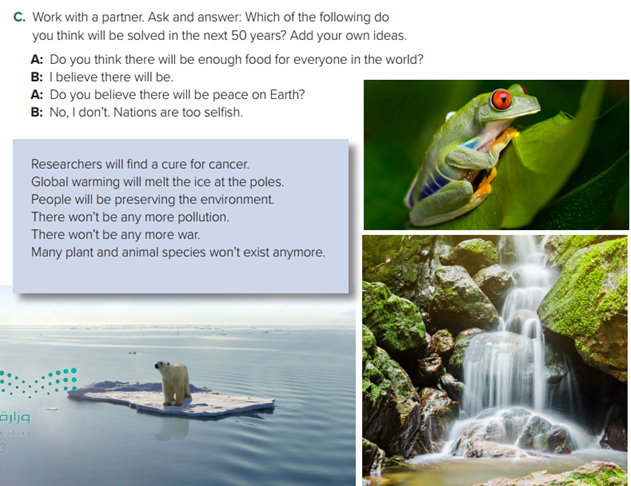 C. Work with a partner. Ask and answer: Which of the following do
you think will be solved in the next 50 years? Add your own ideas.
A: Do you think there will be enough food for everyone in the world?
B: I believe there will be.
A: Do you believe there will be peace on Earth?
B: No, I don't. Nations are too selfish.
Researchers will find a cure for cancer.
Global warming will melt the ice at the poles.
People will be preserving the environment.
There won't be any more pollution.
There won't be any more war.
Many plant and animal species won't exist anymore.